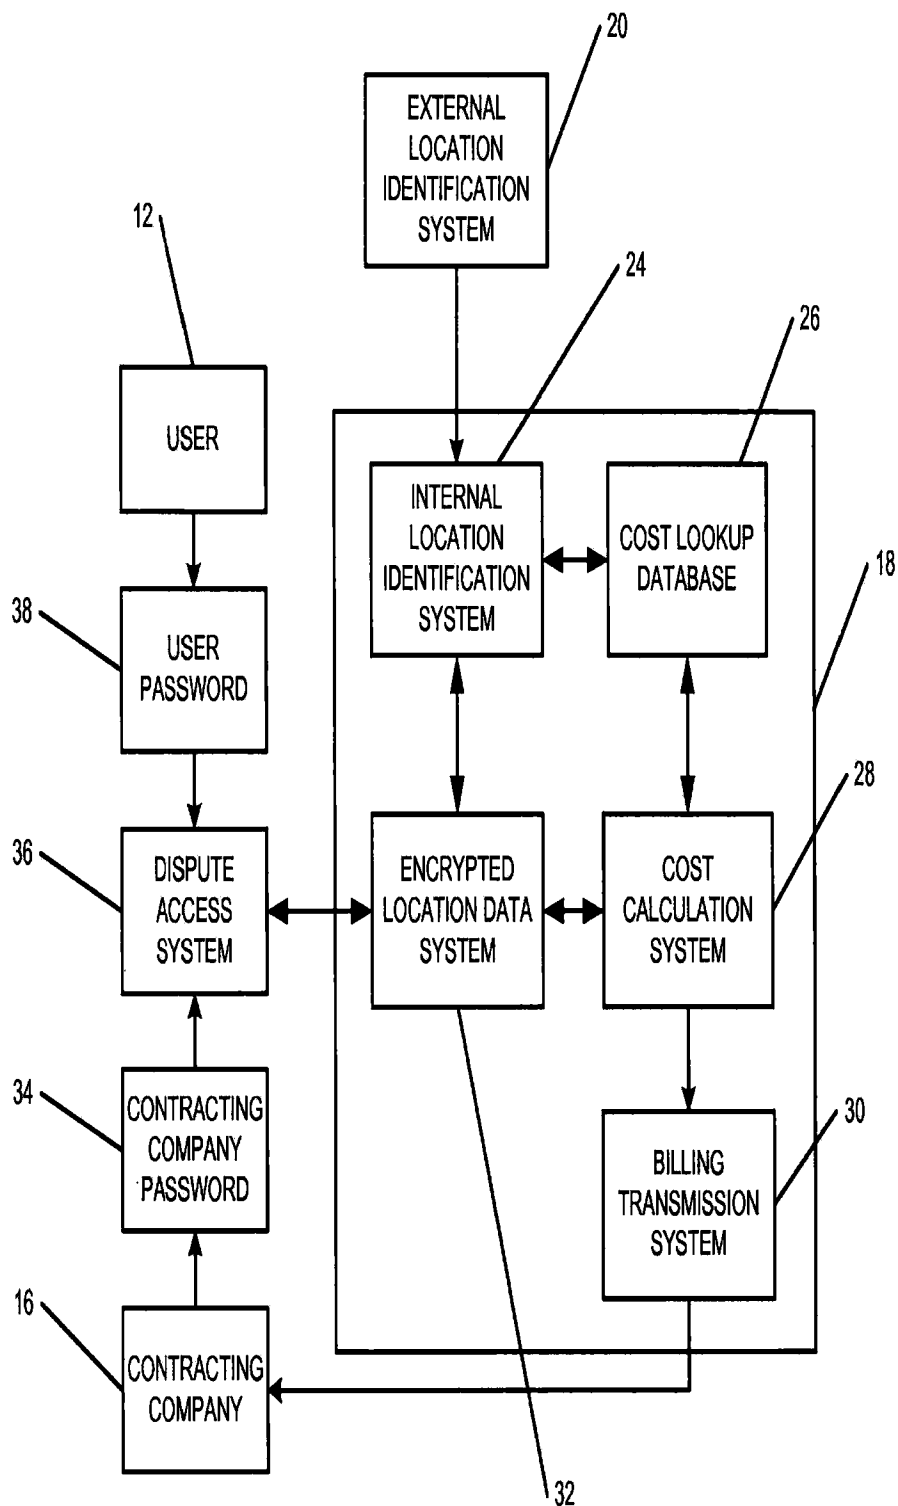 20
EXTERNAL
LOCATION
IDENTIFICATION
SYSTEM
12
24
26
USER
INTERNAL
LOCATION
IDENTIFICATION
SYSTEM
COST LOOKUP
DATABASE
18
38
USER
PASSWORD
28
36
DISPUTE
ACCESS
SYSTEM
ENCRYPTED
LOCATION DATA
SYSTEM
COST
CALCULATION
SYSTEM
34
CONTRACTING
COMPANY
PASSWORD
30
BILLING
TRANSMISSION
SYSTEM
16
CONTRACTING
COMPANY
32